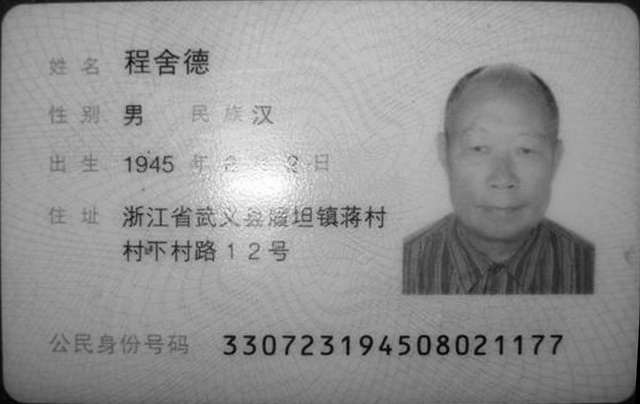 姓名 程舍德
性别 男 民族 汉
出生 1945 年 月 2 日
住址 浙江省武义县履坦镇蒋村
村下村路12号
公民身份号码 330723194508021177